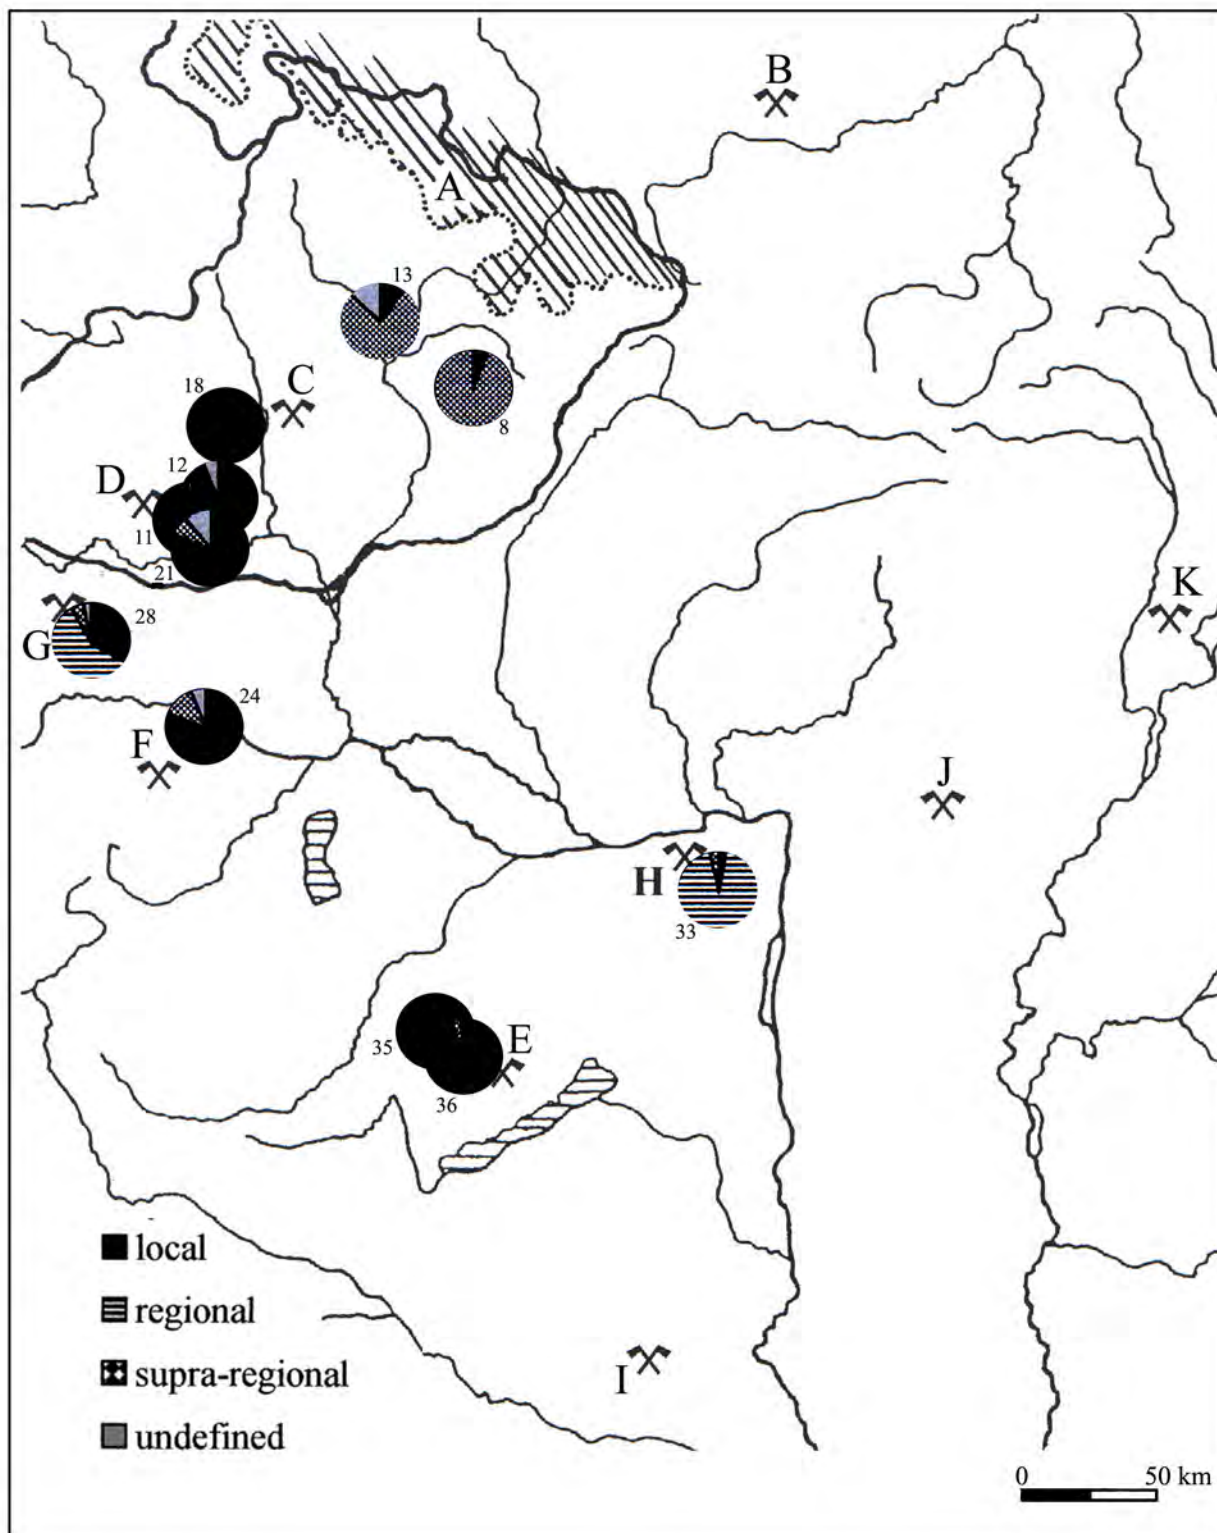 B
A
13
18
C
8
12
D
11
21
K
28
G
24
F
J
H
33
35
E
36
local
regional
supra-regional
I
undefined
0 50 km